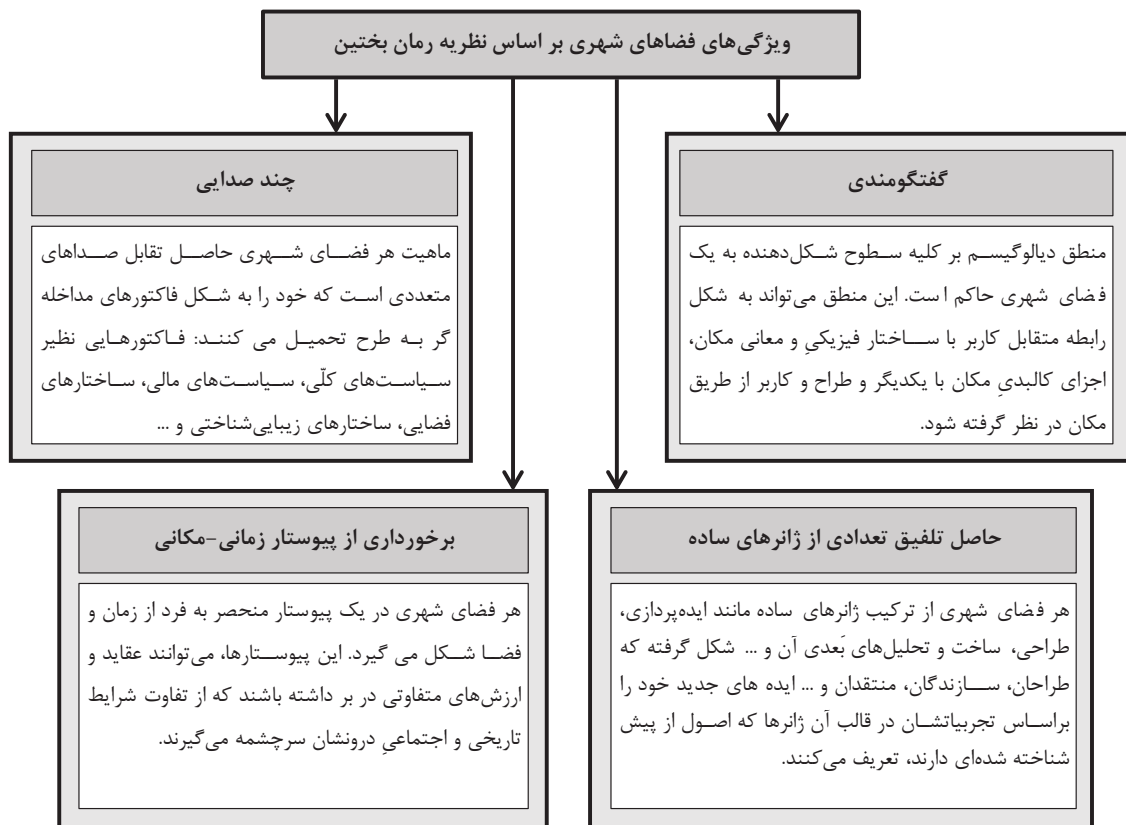 ویژگی‌های فضاهای شهری بر اساس نظریه رمان بختین
گفتگومندی
منطق دیالوگیسم بر کلیه سطوح شکل‌دهنده به یک
فضای شهری حاکم است. این منطق می‌تواند به شکل
رابطه متقابل کاربر با ساختار فیزیکیِ و معانی مکان،
اجزای کالبدیِ مکان با یکدیگر و طراح و کاربر از طریق
مکان در نظر گرفته شود.
چند صدایی
ماهیت هر فضای شهری حاصل تقابل صداهای
متعددی است که خود را به شکل فاکتورهای مداخله
گر به طرح تحمیل می کنند: فاکتورهایی نظیر
سیاست‌های کلّی، سیاست‌های مالی، ساختارهای
فضایی، ساختارهای زیبایی‌شناختی و ...
حاصل تلفیق تعدادی از ژانرهای ساده
هر فضای شهری از ترکیب ژانرهای ساده مانند ایده‌پردازی،
طراحی، ساخت و تحلیل‌های بَعدی آن و ... شکل گرفته که
طراحان، سازندگان، منتقدان و ... ایده های جدید خود را
براساس تجربیاتشان در قالب آن ژانرها که اصول از پیش
شناخته شده‌ای دارند، تعریف می‌کنند.
برخورداری از پیوستار زمانی-مکانی
هر فضای شهری در یک پیوستار منحصر به فرد از زمان و
فضا شکل می گیرد. این پیوستارها، می‌توانند عقاید و
ارزش‌های متفاوتی در بر داشته باشند که از تفاوت شرایط
تاریخی و اجتماعیِ درونشان سرچشمه می‌گیرند.